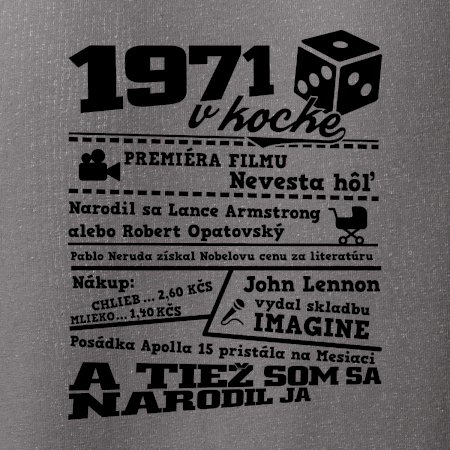 1971
v kocke
PREMIÉRA FILMU
Nevesta hôľ
Narodil sa Lance Armstrong
alebo Robert Opatovský
Pablo Neruda získal Nobelovu cenu za literatúru
Nákup:
CHLIEB ... 2,60 KČS
MLIEKO ... 1,40 KČS
John Lennon
vydal skladbu
IMAGINE
Posádka Apolla 15 pristála na Mesiaci
A TIEŽ SOM SA
NARODIL JA